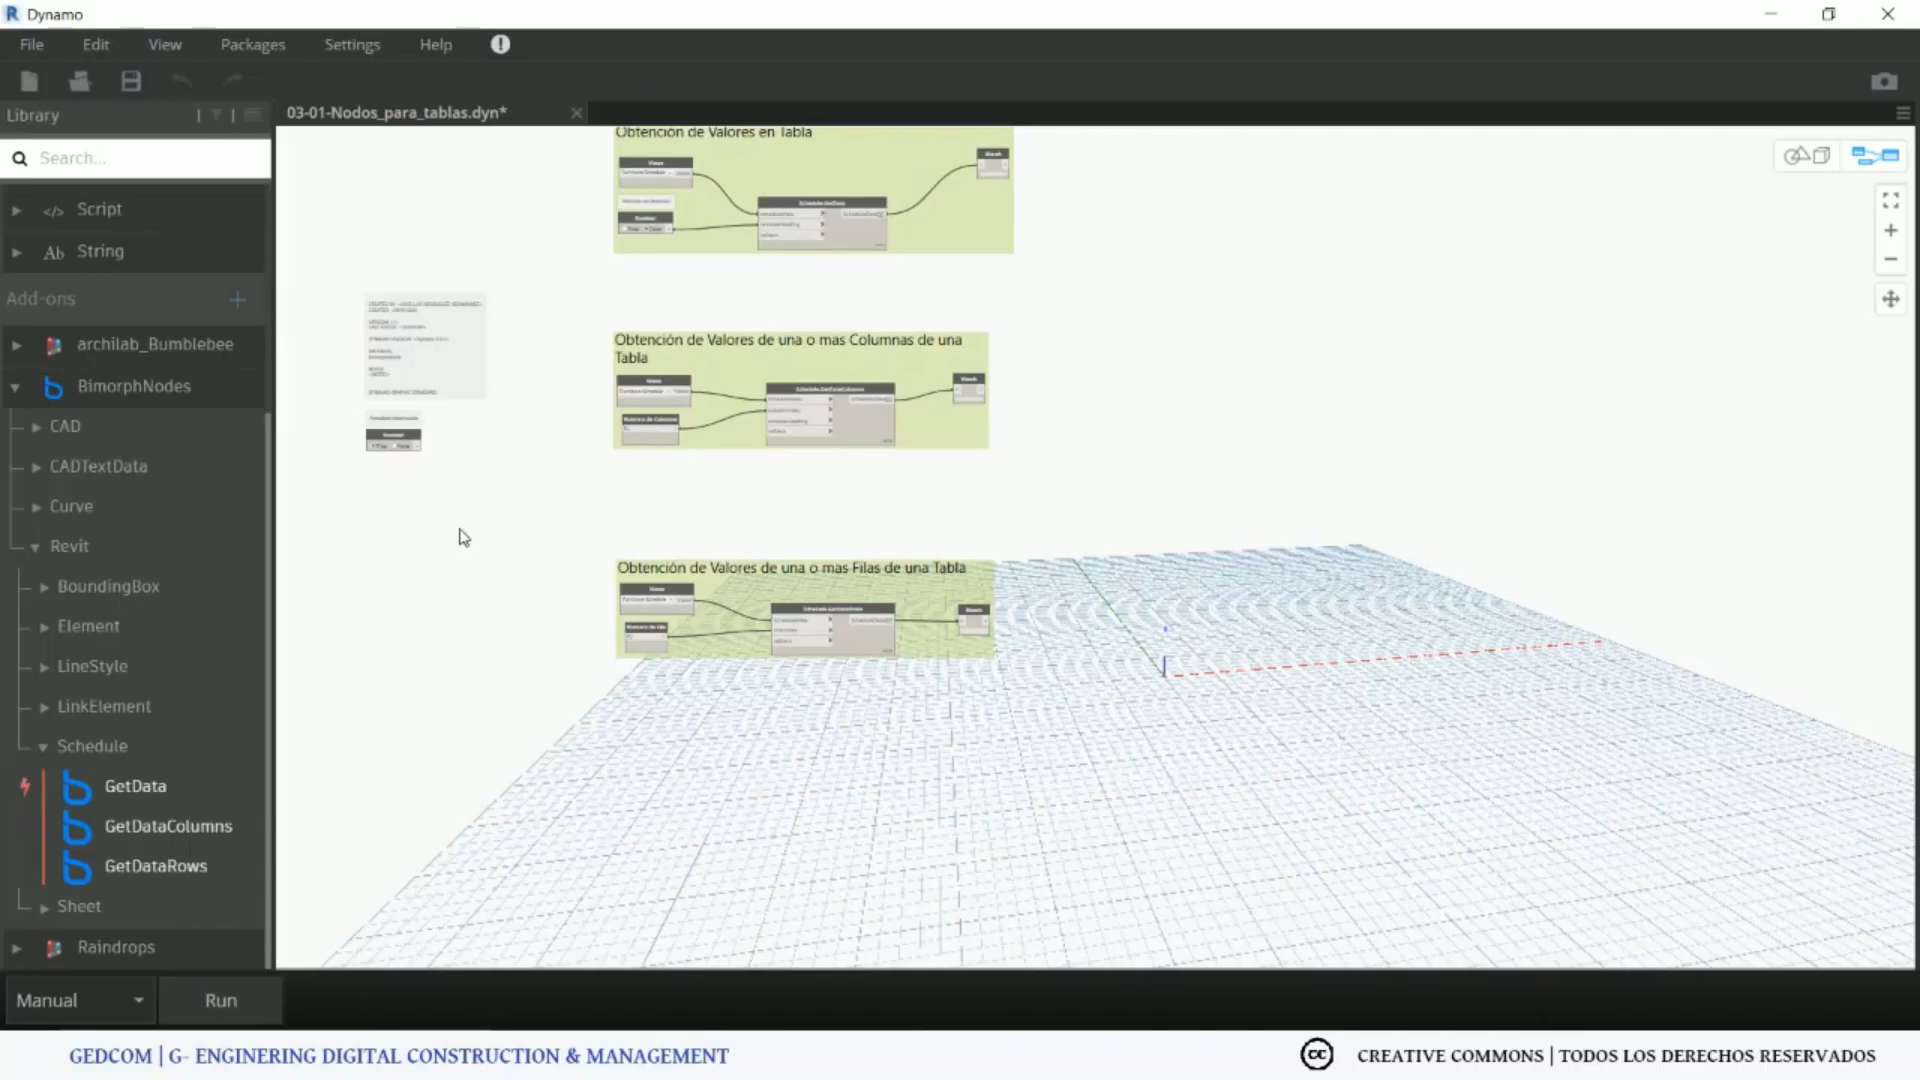 Dynamo
File Edit View Packages Settings Help
Library
03-01-Nodos_para_tablas.dyn*
Search...
Script
Ab String
Add-ons
archilab_Bumblebee
BimorphNodes
CAD
CADTextData
Curve
Revit
BoundingBox
Element
LineStyle
LinkElement
Schedule
GetData
GetDataColumns
GetDataRows
Sheet
Raindrops
Obtención de Valores en Tabla
Obtención de Valores de una o mas Columnas de una
Tabla
Obtención de Valores de una o mas Filas de una Tabla
Manual Run
GEDCOM | G- ENGINERING DIGITAL CONSTRUCTION & MANAGEMENT
CREATIVE COMMONS | TODOS LOS DERECHOS RESERVADOS